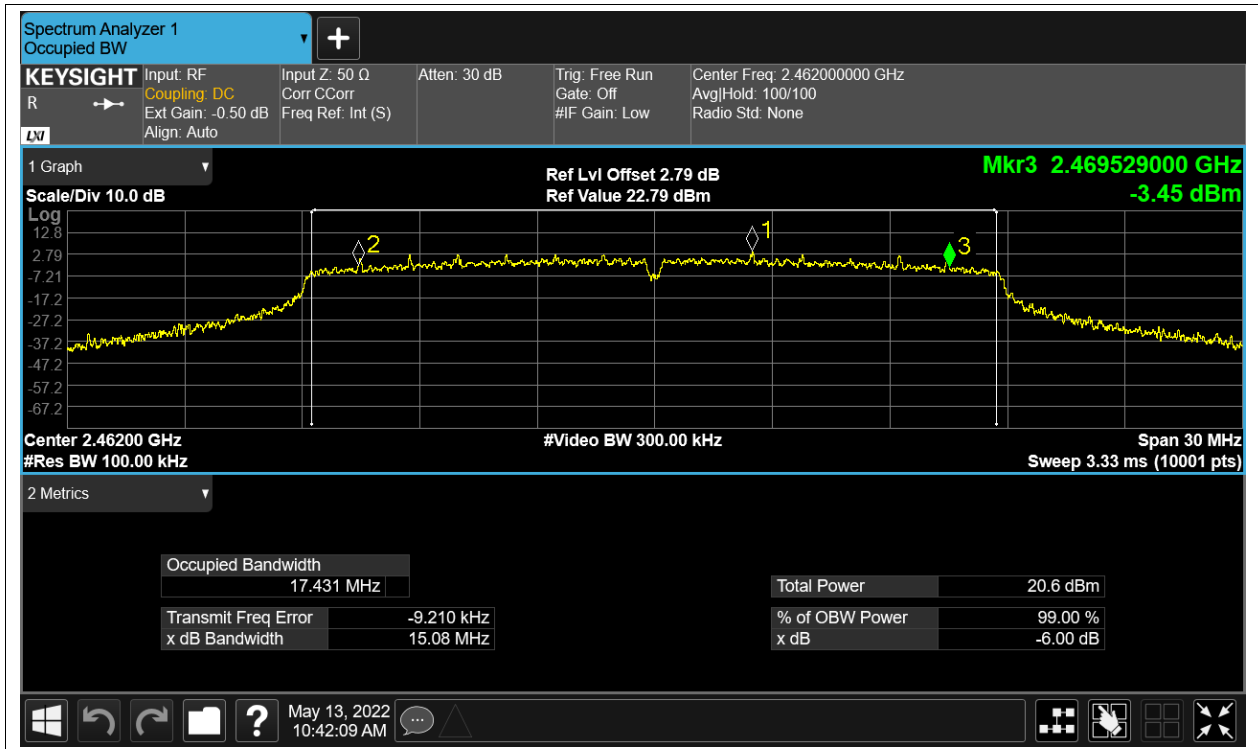 Spectrum Analyzer 1
Occupied BW
KEYSIGHT
R
LXI
Input: RF
Coupling: DC
Ext Gain: -0.50 dB
Align: Auto
Input Z: 50 Ω
Corr CCorr
Freq Ref: Int (S)
Atten: 30 dB
Trig: Free Run
Gate: Off
#IF Gain: Low
Center Freq: 2.462000000 GHz
Avg|Hold: 100/100
Radio Std: None
1 Graph
Scale/Div 10.0 dB
Ref Lvl Offset 2.79 dB
Ref Value 22.79 dBm
Mkr3 2.469529000 GHz
-3.45 dBm
Log
12.8
2.79
-7.21
-17.2
-27.2
-37.2
-47.2
-57.2
-67.2
2
1
3
Center 2.46200 GHz
#Res BW 100.00 kHz
#Video BW 300.00 kHz
Span 30 MHz
Sweep 3.33 ms (10001 pts)
2 Metrics
Occupied Bandwidth
17.431 MHz
Transmit Freq Error -9.210 kHz
x dB Bandwidth 15.08 MHz
Total Power 20.6 dBm
% of OBW Power 99.00 %
x dB -6.00 dB
?
May 13, 2022
10:42:09 AM